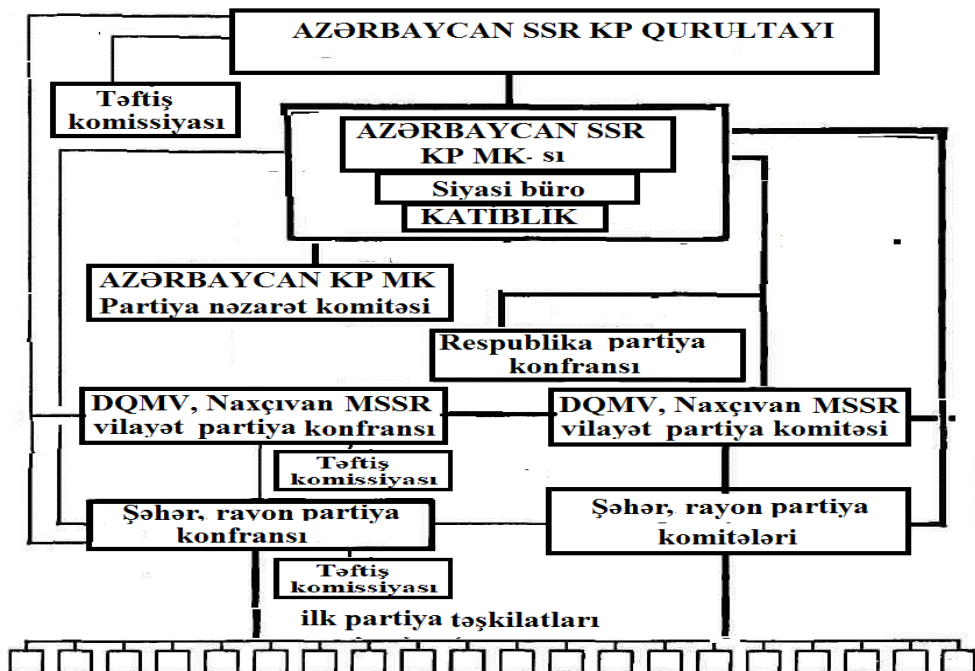 AZƏRBAYCAN SSR KP QURULTAYI
Təftiş
komissiyası
AZƏRBAYCAN SSR
KP MK- sı
Siyasi büro
KATİBLİK
AZƏRBAYCAN KP MK
Partiya nəzarət komitəsi
Respublika partiya
konfransı
DQMV, Naxçıvan MSSR
vilayət partiya konfransı
DQMV, Naxçıvan MSSR
vilayət partiya komitəsi
Təftiş
komissiyası
Şəhər, rayon partiya
konfransı
Şəhər, rayon partiya
komitələri
Təftiş
komissiyası
ilk partiya təşkilatları